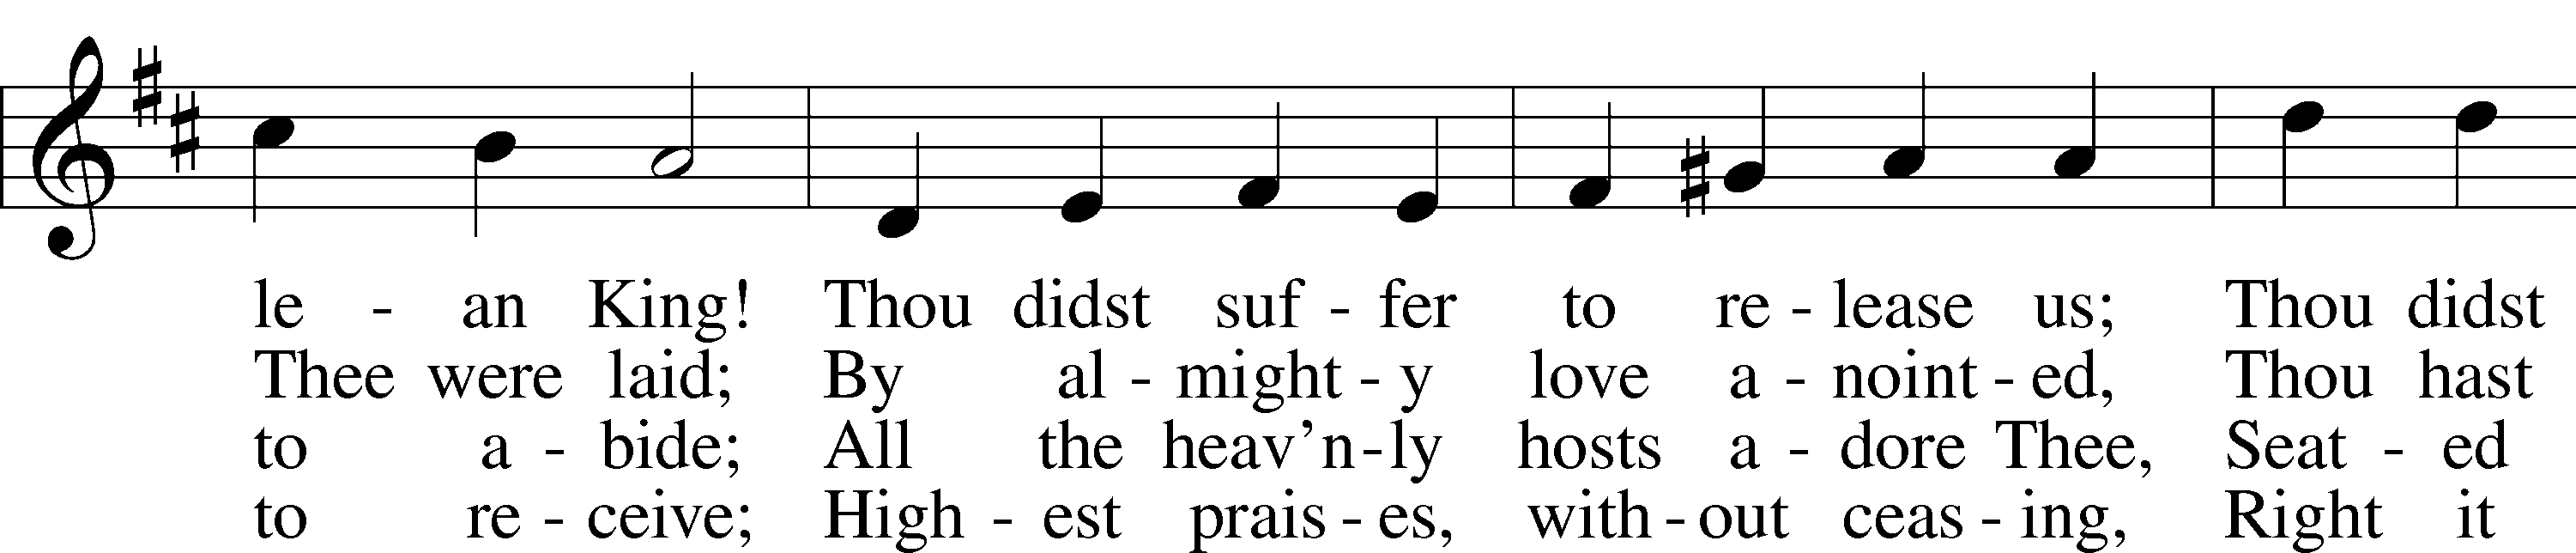 le - an King! Thou didst suf - fer to re - lease us; Thou didst
Thee were laid; By al - might - y love a - noint - ed, Thou hast
to a - bide; All the heav'n - ly hosts a - dore Thee, Seat - ed
to re - ceive; High - est prais - es, with - out ceas - ing, Right it